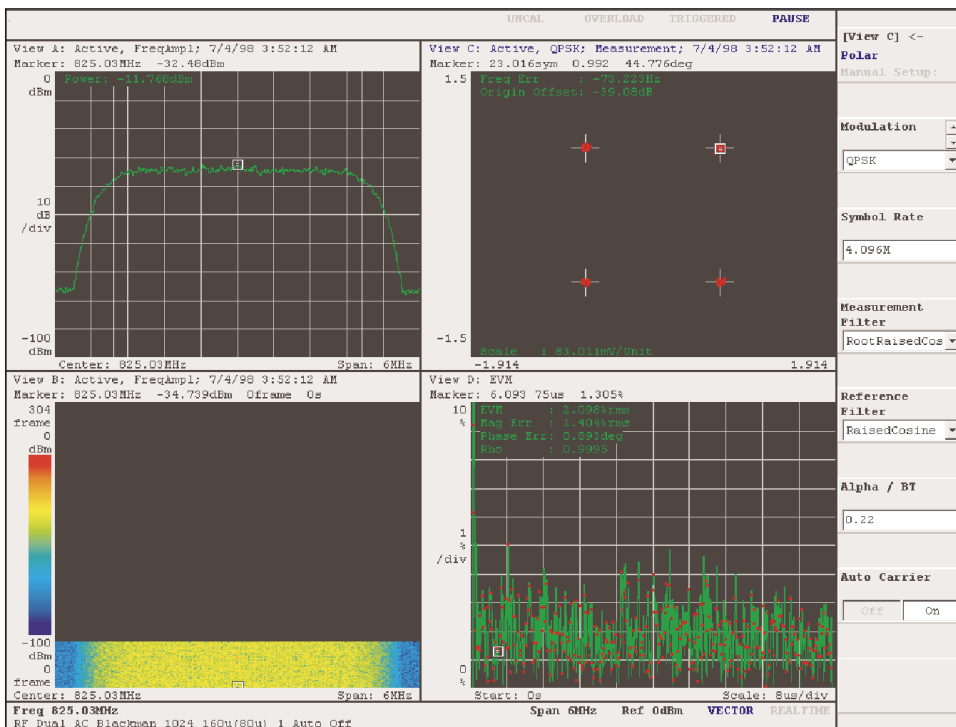 UNCAL OVERLOAD TRIGGERED PAUSE
View A: Active, FreqAmpl; 7/4/98 3:52:12 AM
Marker: 825.03MHz -32.48dBm
0
dBm
Power: -11.768dBm
10
dB
/div
-100
dBm
Center: 825.03MHz Span: 6MHz
View C: Active, QPSK; Measurement; 7/4/98 3:52:12 AM
Marker: 23.016sym 0.992 44.776deg
1.5
Freq Err : -73.223Hz
Origin Offset: -39.08dB
-1.5
Scale : 83.011mV/Unit
-1.914 1.914
View B: Active, FreqAmpl; 7/4/98 3:52:12 AM
Marker: 825.03MHz -34.739dBm 0frame 0s
304
frame
0
dBm
-100
dBm
0
frame
Center: 825.03MHz Span: 6MHz
View D: EVM
Marker: 6.093 75us 1.305%
10
%
EVM : 2.098%rms
Mag Err : 1.404%rms
Phase Err: 0.893deg
Rho : 0.9995
1
%
/div
0
%
Start: 0s Scale: 8us/div
[View C] <-
Polar
Manual Setup:
Modulation
QPSK
Symbol Rate
4.096M
Measurement
Filter
RootRaisedCos
Reference
Filter
RaisedCosine
Alpha / BT
0.22
Auto Carrier
Off On
Freq 825.03MHz Span 6MHz Ref 0dBm VECTOR REALTIME
RF Dual AC Blackman 1024 160u(80u) 1 Auto Off